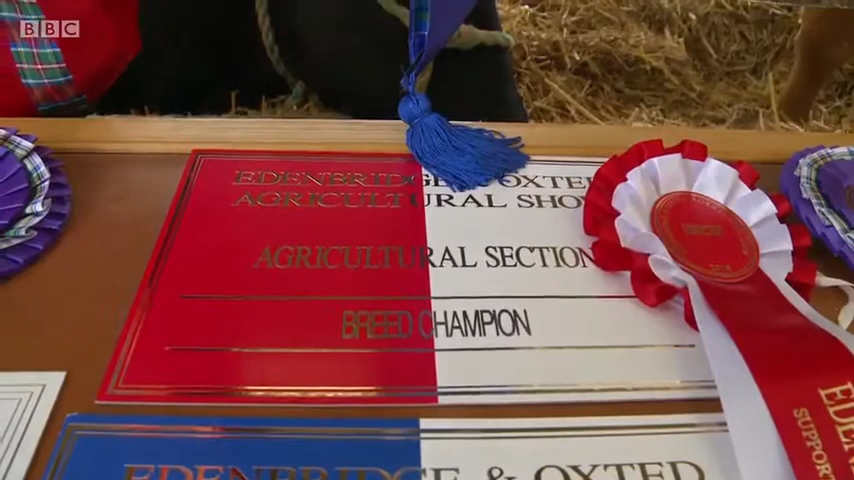 BBC
EDENBRIDGE & OXTED
AGRICULTURAL SHOW
AGRICULTURAL SECTION
BREED CHAMPION
EDENBRIDGE & OXTED